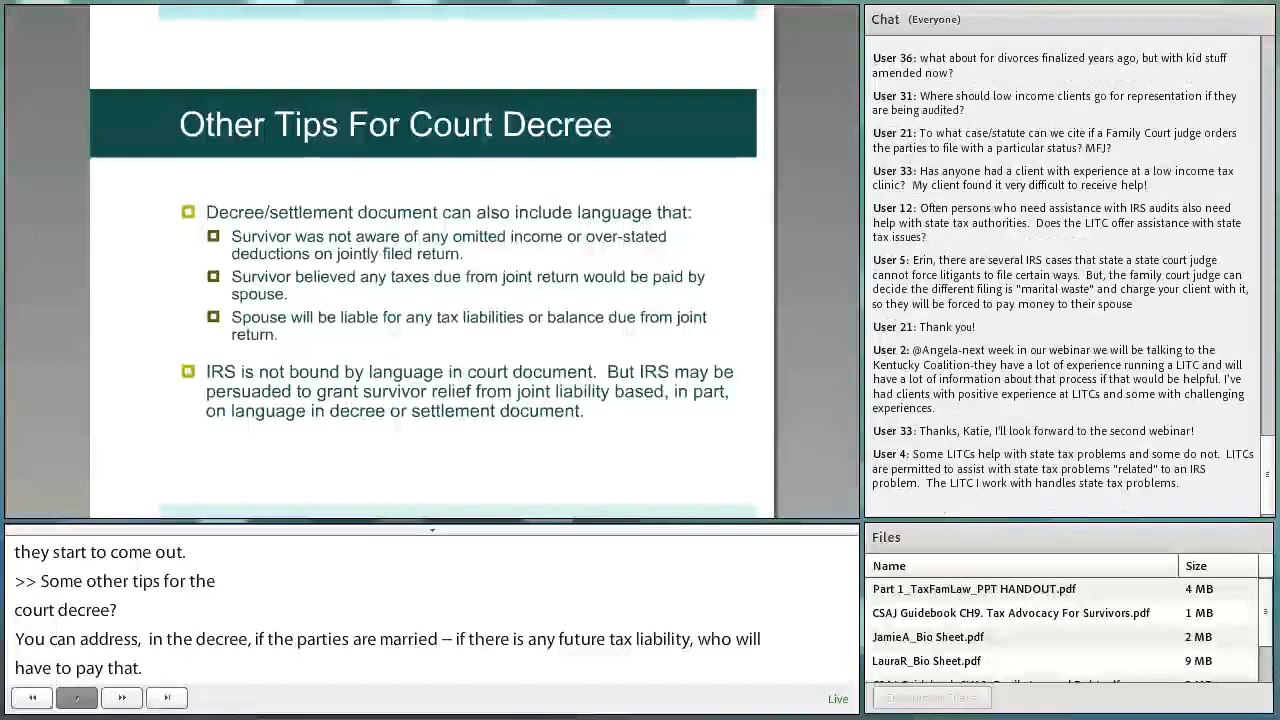 Other Tips For Court Decree
Decree/settlement document can also include language that:
Survivor was not aware of any omitted income or over-stated
deductions on jointly filed return.
Survivor believed any taxes due from joint return would be paid by
spouse.
Spouse will be liable for any tax liabilities or balance due from joint
return.
IRS is not bound by language in court document. But IRS may be
persuaded to grant survivor relief from joint liability based, in part,
on language in decree or settlement document.
they start to come out.
>> Some other tips for the
court decree?
You can address, in the decree, if the parties are married – if there is any future tax liability, who will
have to pay that.
Live
Chat (Everyone)
User 36: what about for divorces finalized years ago, but with kid stuff
amended now?
User 31: Where should low income clients go for representation if they
are being audited?
User 21: To what case/statute can we cite if a Family Court judge orders
the parties to file with a particular status? MFJ?
User 33: Has anyone had a client with experience at a low income tax
clinic? My client found it very difficult to receive help!
User 12: Often persons who need assistance with IRS audits also need
help with state tax authorities. Does the LITC offer assistance with state
tax issues?
User 5: Erin, there are several IRS cases that state a state court judge
cannot force litigants to file certain ways. But, the family court judge can
decide the different filing is "marital waste" and charge your client with it,
so they will be forced to pay money to their spouse
User 21: Thank you!
User 2: @Angela-next week in our webinar we will be talking to the
Kentucky Coalition-they have a lot of experience running a LITC and will
have a lot of information about that process if that would be helpful. I've
had clients with positive experience at LITCs and some with challenging
experiences.
User 33: Thanks, Katie, I'll look forward to the second webinar!
User 4: Some LITCs help with state tax problems and some do not. LITCs
are permitted to assist with state tax problems "related" to an IRS
problem. The LITC I work with handles state tax problems.
Files
Name Size
Part 1_TaxFamLaw_PPT HANDOUT.pdf 4 MB
CSAJ Guidebook CH9. Tax Advocacy For Survivors.pdf 1 MB
JamieA_Bio Sheet.pdf 2 MB
LauraR_Bio Sheet.pdf 9 MB